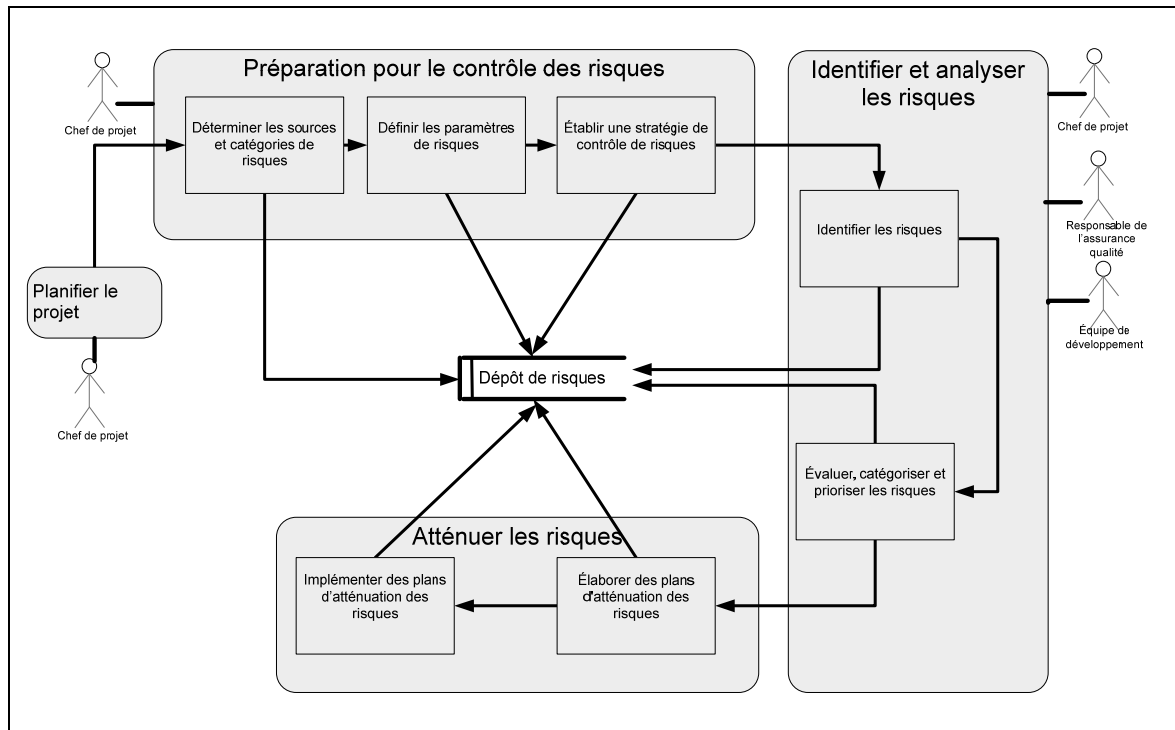 Préparation pour le contrôle des risques
Chef de projet
Déterminer les sources
et catégories de
risques
Définir les paramètres
de risques
Établir une stratégie de
contrôle de risques
Identifier et analyser
les risques
Chef de projet
Identifier les risques
Responsable de
l'assurance
qualité
Équipe de
développement
Planifier le
projet
Chef de projet
Dépôt de risques
Évaluer, catégoriser et
prioriser les risques
Atténuer les risques
Implémenter des plans
d'atténuation des
risques
Élaborer des plans
d'atténuation des
risques